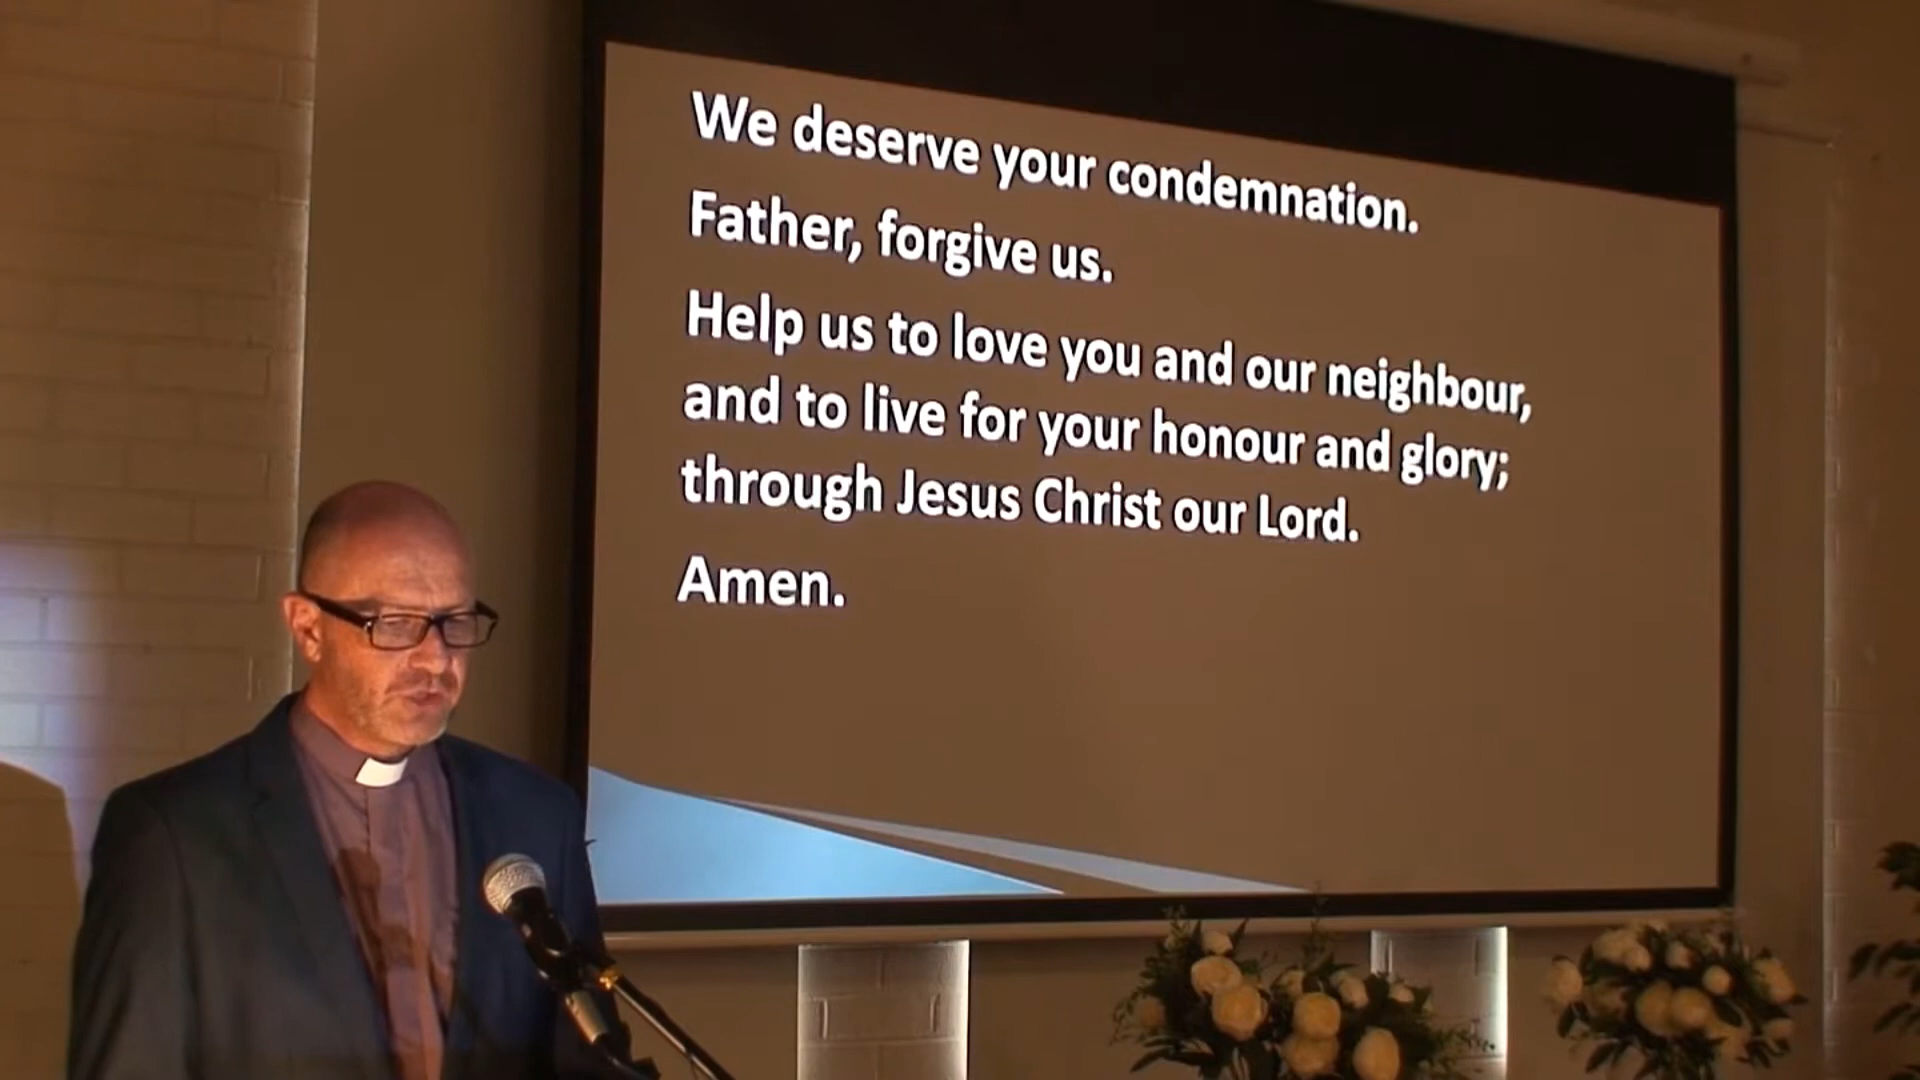 We deserve your condemnation.
Father, forgive us.
Help us to love you and our neighbour,
and to live for your honour and glory;
through Jesus Christ our Lord.
Amen.